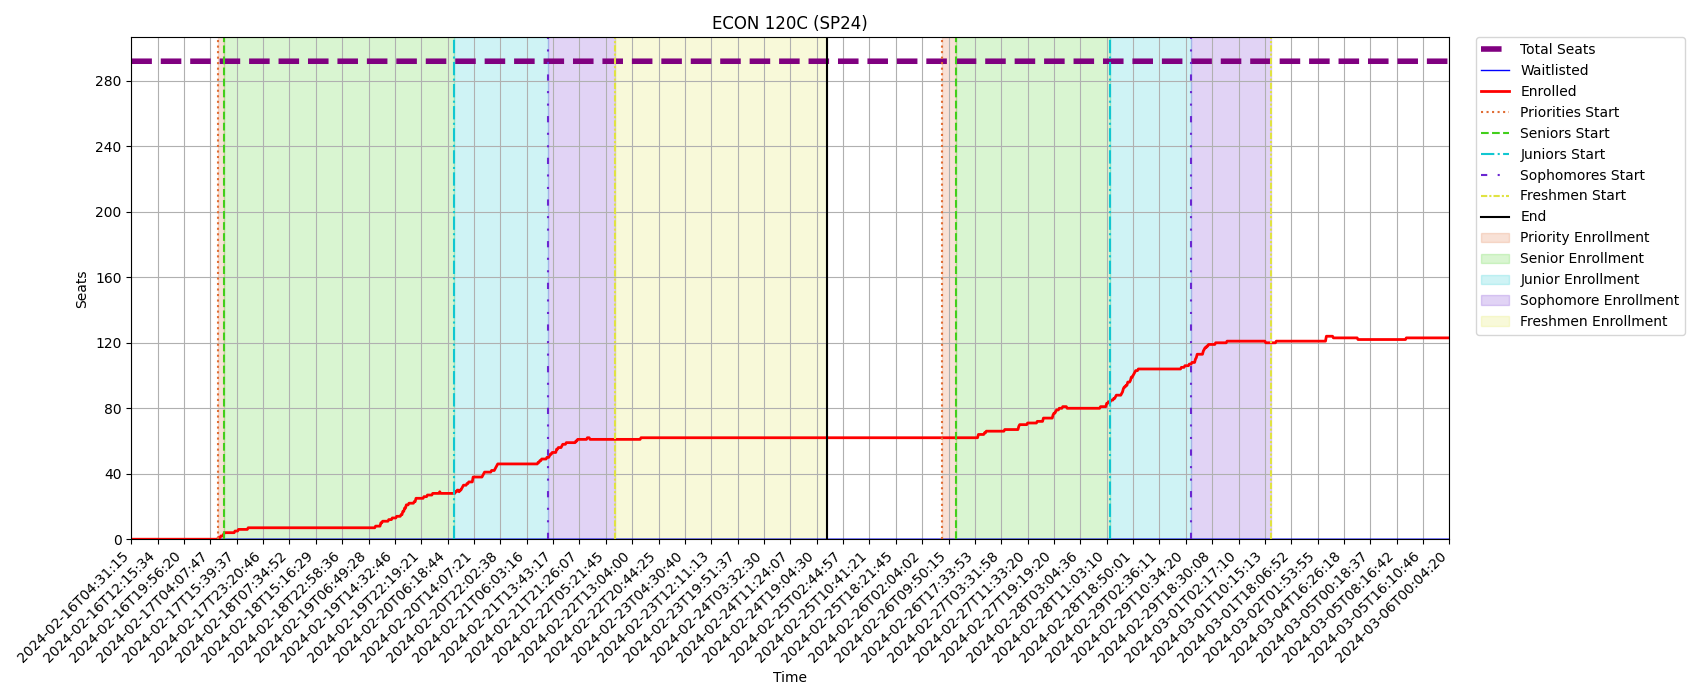 ECON 120C (SP24)
Total Seats
Waitlisted
Enrolled
Priorities Start
Seniors Start
Juniors Start
Sophomores Start
Freshmen Start
End
Priority Enrollment
Senior Enrollment
Junior Enrollment
Sophomore Enrollment
Freshmen Enrollment
Seats
280
240
200
160
120
80
40
0
2024-02-16T04:31:15
2024-02-16T12:15:34
2024-02-16T19:56:20
2024-02-17T04:07:47
2024-02-17T15:39:37
2024-02-17T23:20:46
2024-02-18T07:34:52
2024-02-18T15:16:29
2024-02-18T22:58:36
2024-02-19T06:49:28
2024-02-19T14:32:46
2024-02-19T22:19:21
2024-02-20T06:18:44
2024-02-20T14:07:21
2024-02-20T22:02:38
2024-02-21T06:03:16
2024-02-21T13:43:17
2024-02-21T21:26:07
2024-02-22T05:21:45
2024-02-22T13:04:00
2024-02-22T20:44:25
2024-02-23T04:30:40
2024-02-23T12:11:13
2024-02-23T19:51:37
2024-02-24T03:32:30
2024-02-24T11:24:07
2024-02-24T19:04:30
2024-02-25T02:44:57
2024-02-25T10:41:21
2024-02-25T18:21:45
2024-02-26T02:04:02
2024-02-26T09:50:15
2024-02-26T17:33:53
2024-02-27T03:31:58
2024-02-27T11:33:20
2024-02-27T19:19:20
2024-02-28T03:04:36
2024-02-28T11:03:10
2024-02-28T18:50:01
2024-02-29T02:36:11
2024-02-29T10:34:20
2024-02-29T18:30:08
2024-03-01T02:17:10
2024-03-01T10:15:13
2024-03-01T18:06:52
2024-03-02T01:53:55
2024-03-04T16:26:18
2024-03-05T00:18:37
2024-03-05T08:16:42
2024-03-05T16:10:46
2024-03-06T00:04:20
Time